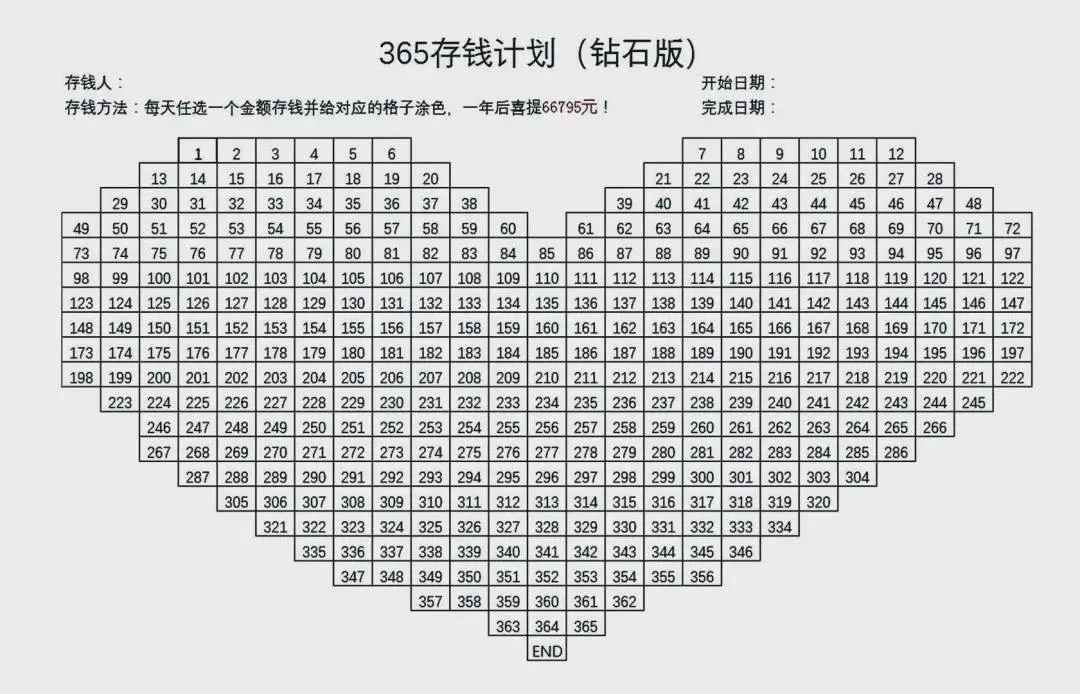 365存钱计划（钻石版）
存钱人： 开始日期：
存钱方法：每天任选一个金额存钱并给对应的格子涂色，一年后喜提66795元！ 完成日期：
1 2 3 4 5 6 7 8 9 10 11 12
13 14 15 16 17 18 19 20 21 22 23 24 25 26 27 28
29 30 31 32 33 34 35 36 37 38 39 40 41 42 43 44 45 46 47 48
49 50 51 52 53 54 55 56 57 58 59 60 61 62 63 64 65 66 67 68 69 70 71 72
73 74 75 76 77 78 79 80 81 82 83 84 85 86 87 88 89 90 91 92 93 94 95 96 97
98 99 100 101 102 103 104 105 106 107 108 109 110 111 112 113 114 115 116 117 118 119 120 121 122
123 124 125 126 127 128 129 130 131 132 133 134 135 136 137 138 139 140 141 142 143 144 145 146 147
148 149 150 151 152 153 154 155 156 157 158 159 160 161 162 163 164 165 166 167 168 169 170 171 172
173 174 175 176 177 178 179 180 181 182 183 184 185 186 187 188 189 190 191 192 193 194 195 196 197
198 199 200 201 202 203 204 205 206 207 208 209 210 211 212 213 214 215 216 217 218 219 220 221 222
223 224 225 226 227 228 229 230 231 232 233 234 235 236 237 238 239 240 241 242 243 244 245
246 247 248 249 250 251 252 253 254 255 256 257 258 259 260 261 262 263 264 265 266
267 268 269 270 271 272 273 274 275 276 277 278 279 280 281 282 283 284 285 286
287 288 289 290 291 292 293 294 295 296 297 298 299 300 301 302 303 304
305 306 307 308 309 310 311 312 313 314 315 316 317 318 319 320
321 322 323 324 325 326 327 328 329 330 331 332 333 334
335 336 337 338 339 340 341 342 343 344 345 346
347 348 349 350 351 352 353 354 355 356
357 358 359 360 361 362
363 364 365
END